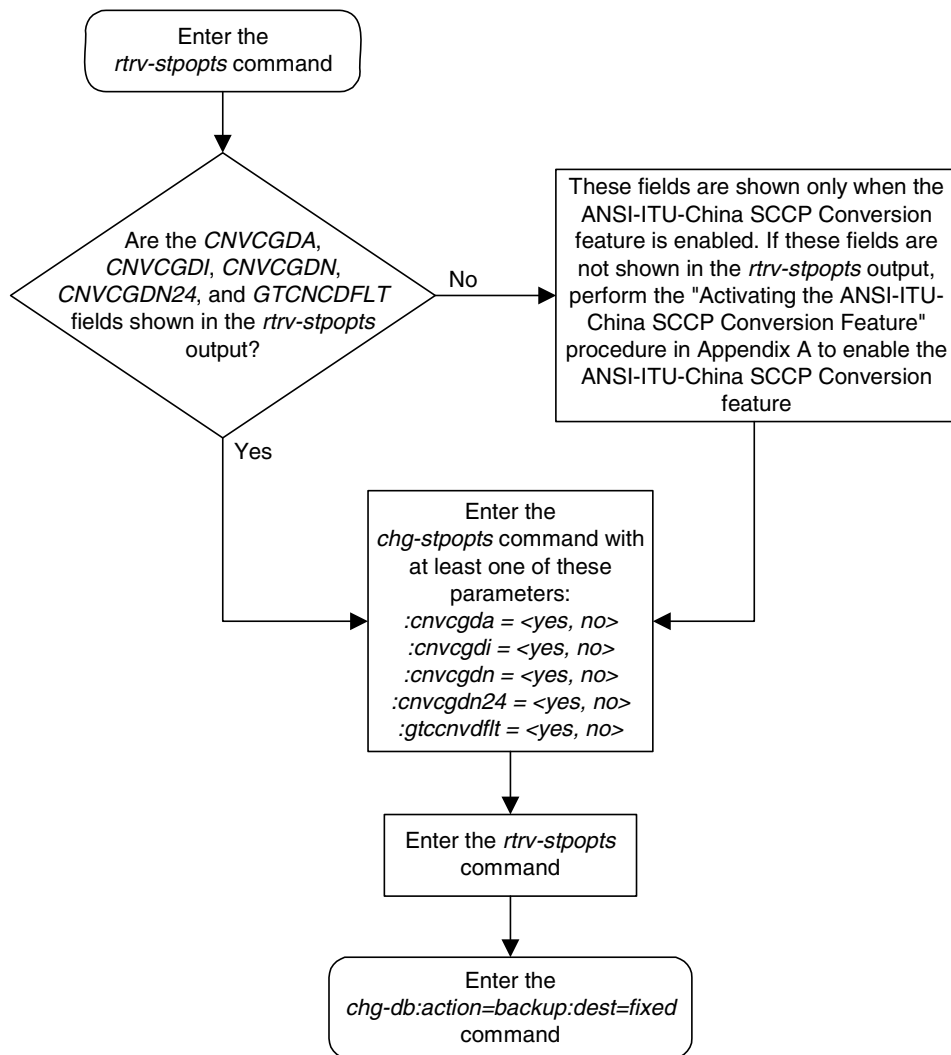 Enter the
rtrv-stpopts command
Are the CNVCGDA,
CNVCGDI, CNVCGDN,
CNVCGDN24, and GTCNCDFLT
fields shown in the rtrv-stpopts
output?
No
These fields are shown only when the
ANSI-ITU-China SCCP Conversion
feature is enabled. If these fields are
not shown in the rtrv-stpopts output,
perform the "Activating the ANSI-ITU-
China SCCP Conversion Feature"
procedure in Appendix A to enable the
ANSI-ITU-China SCCP Conversion
feature
Yes
Enter the
chg-stpopts command with
at least one of these
parameters:
:cnvcgda = <yes, no>
:cnvcgdi = <yes, no>
:cnvcgdn = <yes, no>
:cnvcgdn24 = <yes, no>
:gtccnvdflt = <yes, no>
Enter the rtrv-stpopts
command
Enter the
chg-db:action=backup:dest=fixed
command